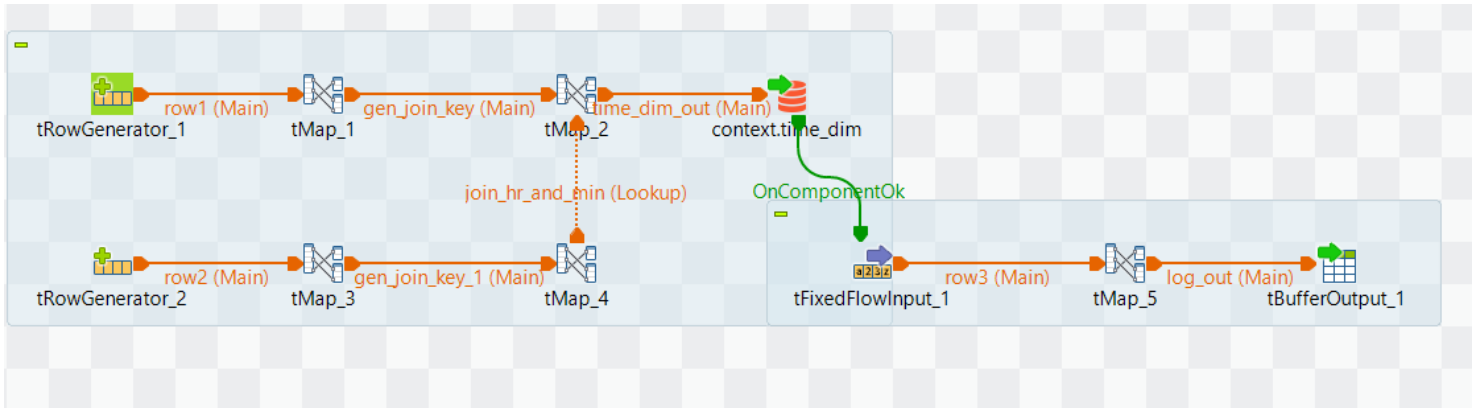 row1 (Main)
gen_join_key (Main)
time_dim_out (Main)
tRowGenerator_1
tMap_1
tMap_2
context.time_dim
join_hr_and_min (Lookup)
OnComponentOk
row2 (Main)
gen_join_key_1 (Main)
a23z
row3 (Main)
log_out (Main)
tRowGenerator_2
tMap_3
tMap_4
tFixedFlowInput_1
tMap_5
tBufferOutput_1